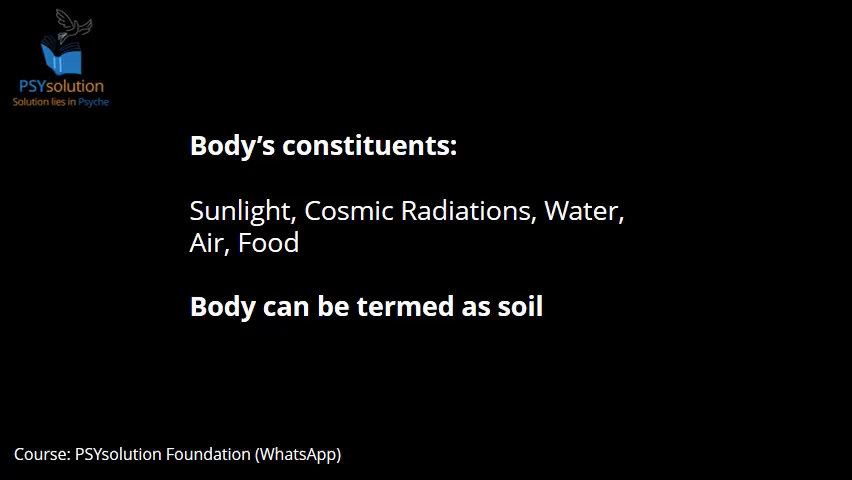 PSYsolution
Solution lies in Psyche
Body’s constituents:
Sunlight, Cosmic Radiations, Water,
Air, Food
Body can be termed as soil
Course: PSYsolution Foundation (WhatsApp)